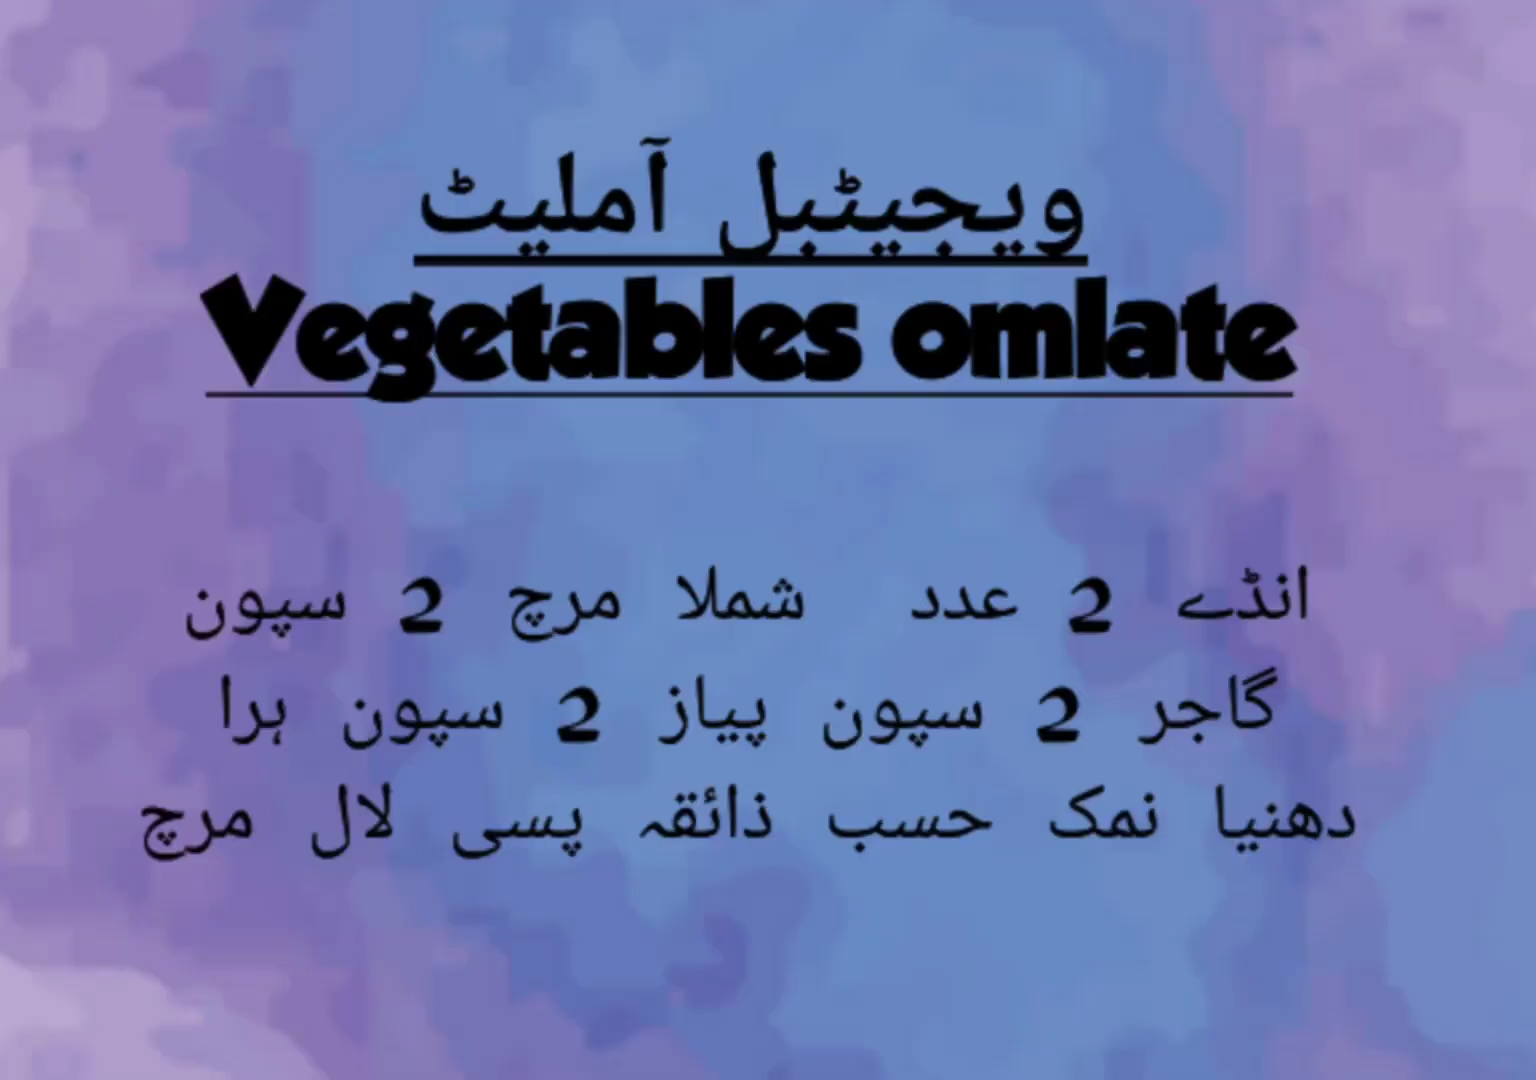 ویجیٹبل آملیٹ
Vegetables omlate
انڈے 2 عدد شملا مرچ 2 سپون
گاجر 2 سپون پیاز 2 سپون ہرا
دھنیا نمک حسب ذائقہ پسی لال مرچ